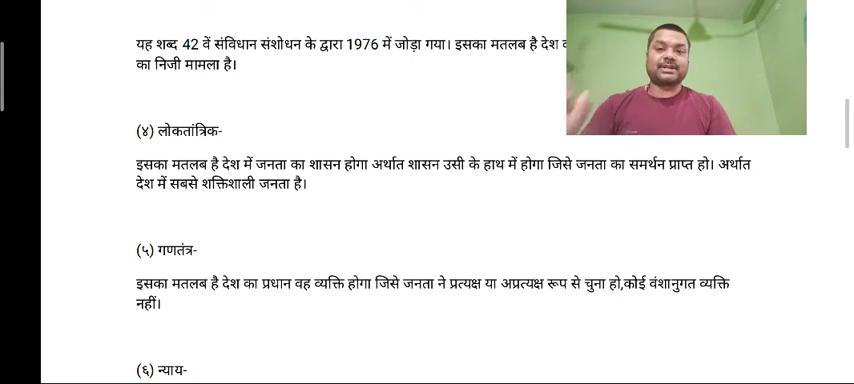 यह शब्द 42 वें संविधान संशोधन के द्वारा 1976 में जोड़ा गया। इसका मतलब है देश
का निजी मामला है।
(४) लोकतांत्रिक-
इसका मतलब है देश में जनता का शासन होगा अर्थात शासन उसी के हाथ में होगा जिसे जनता का समर्थन प्राप्त हो। अर्थात
देश में सबसे शक्तिशाली जनता है।
(५) गणतंत्र-
इसका मतलब है देश का प्रधान वह व्यक्ति होगा जिसे जनता ने प्रत्यक्ष या अप्रत्यक्ष रूप से चुना हो,कोई वंशानुगत व्यक्ति
नहीं।
(६) न्याय-